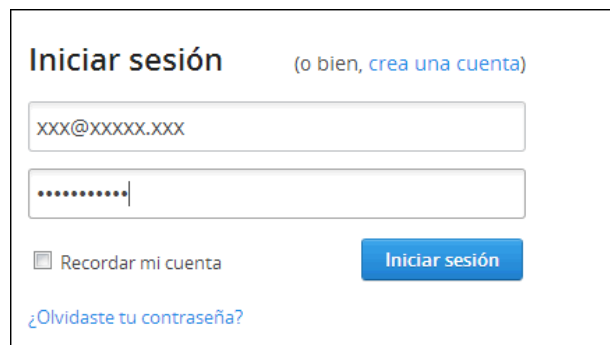 Iniciar sesión (o bien, crea una cuenta)
xxx@xxxxx.xxx
•••••••••••
Recordar mi cuenta Iniciar sesión
¿Olvidaste tu contraseña?